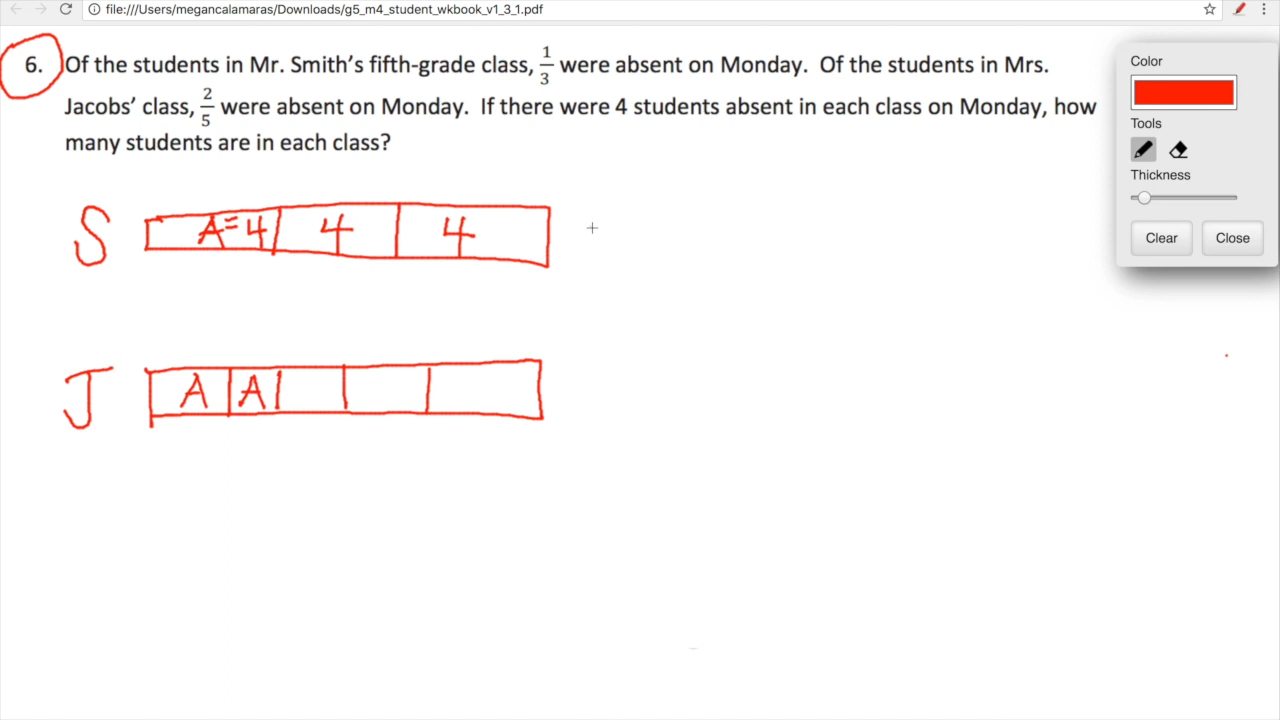 file:///Users/megancalamaras/Downloads/g5_m4_student_wkbook_v1_3_1.pdf
6. Of the students in Mr. Smith's fifth-grade class, 1/3 were absent on Monday. Of the students in Mrs.
Jacobs' class, 2/5 were absent on Monday. If there were 4 students absent in each class on Monday, how
many students are in each class?
S A=4 4 4
J A A
Color
Tools
Thickness
Clear Close